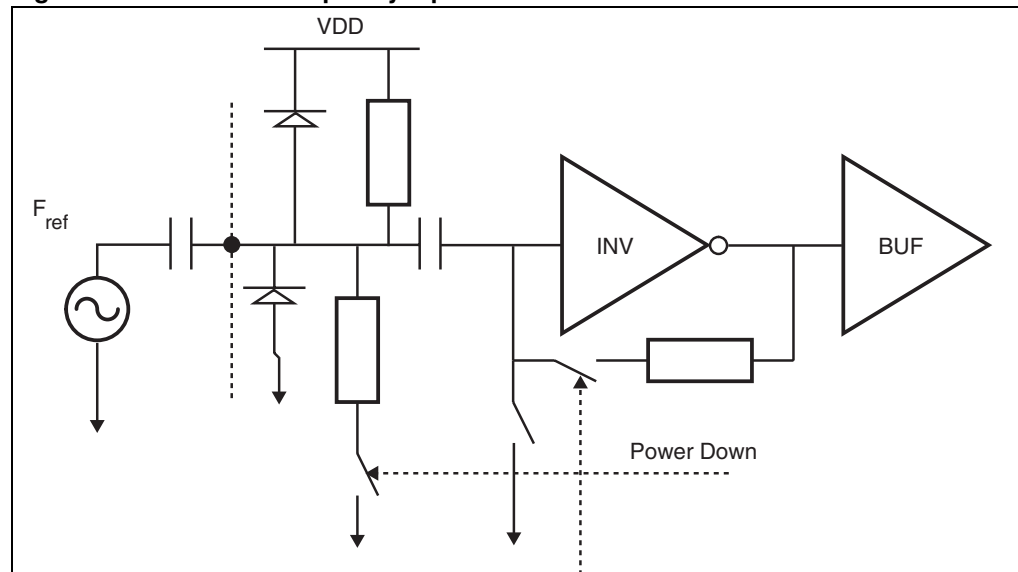 VDD
F
ref
INV
BUF
Power Down